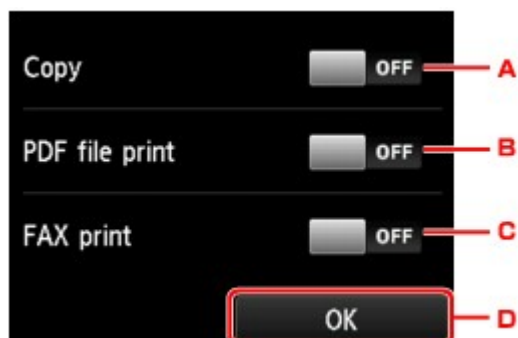 Copy OFF A
PDF file print OFF B
FAX print OFF C
OK D